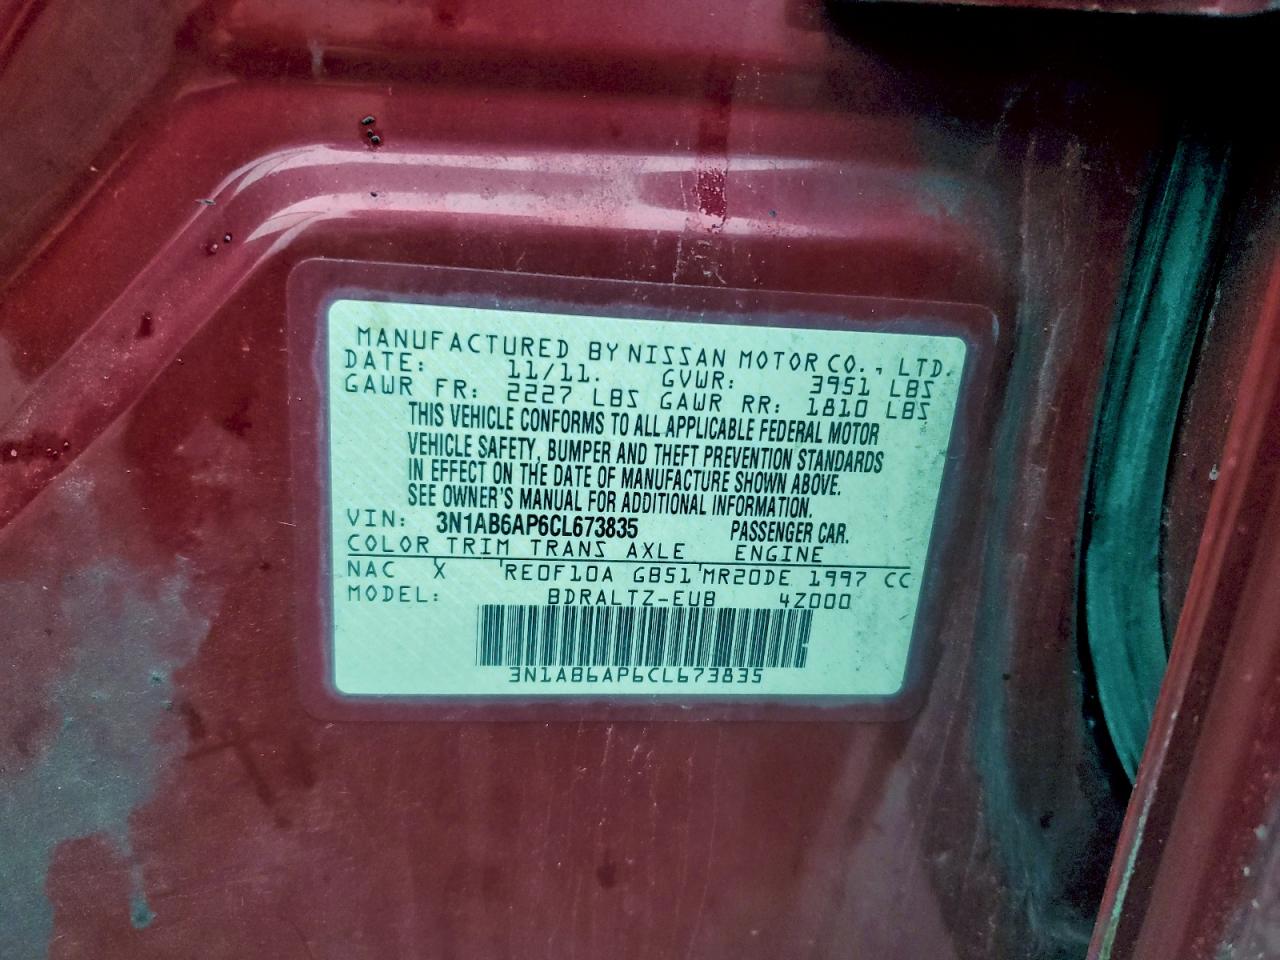 MANUFACTURED BY NISSAN MOTOR CO., LTD.
DATE: 11/11. GVWR: 3951 LBS
GAWR FR: 2227 LBS GAWR RR: 1810 LBS
THIS VEHICLE CONFORMS TO ALL APPLICABLE FEDERAL MOTOR
VEHICLE SAFETY, BUMPER AND THEFT PREVENTION STANDARDS
IN EFFECT ON THE DATE OF MANUFACTURE SHOWN ABOVE.
SEE OWNER'S MANUAL FOR ADDITIONAL INFORMATION.
VIN: 3N1AB6AP6CL673835 PASSENGER CAR.
COLOR TRIM TRANS AXLE ENGINE
NAC X RE0F10A GB51 MR20DE 1997 CC
MODEL: BDRALTZ-EUB 4Z000
3N1AB6AP6CL673835